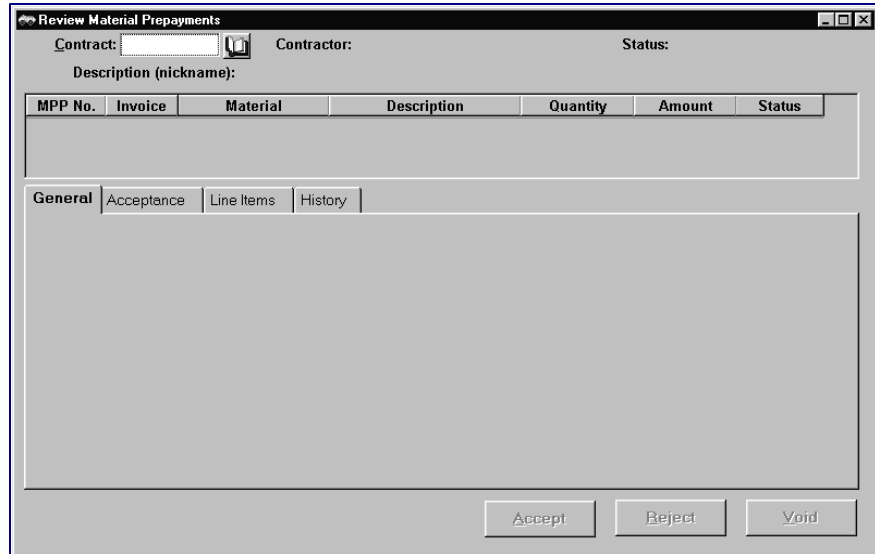 Review Material Prepayments
Contract: Contractor: Status:
Description (nickname):
MPP No. Invoice Material Description Quantity Amount Status
General Acceptance Line Items History
Accept Reject Void